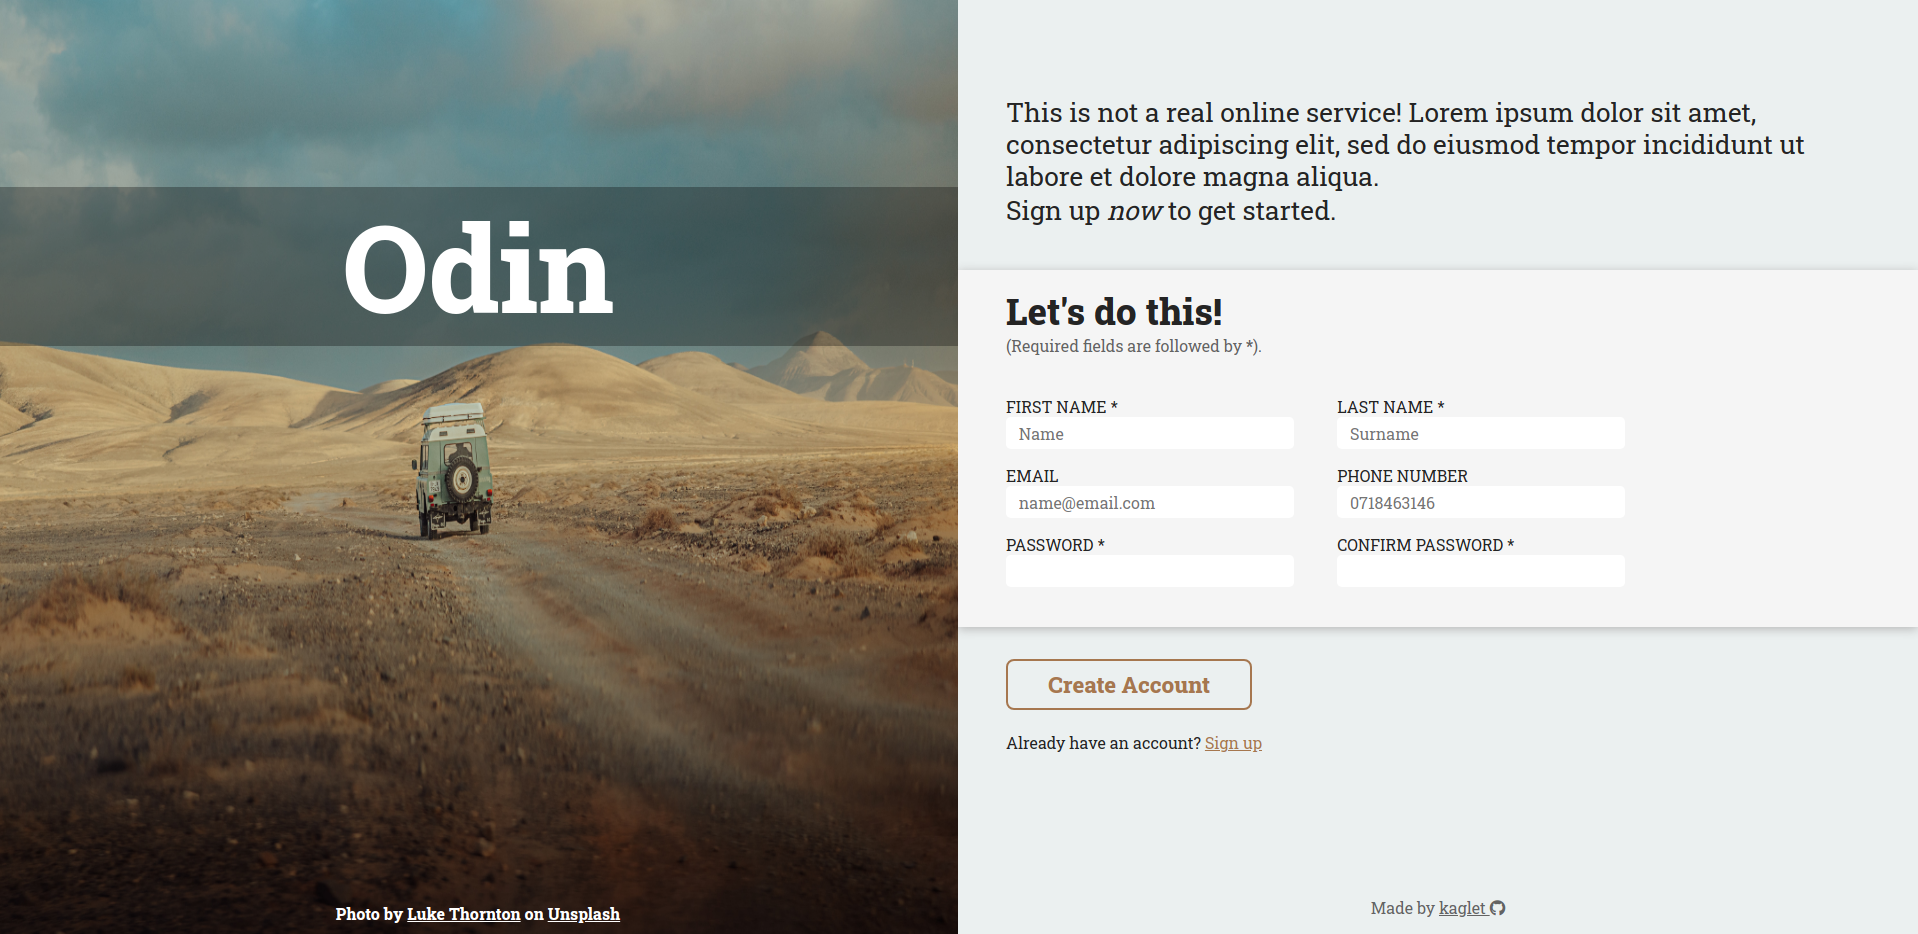 Odin
Photo by Luke Thornton on Unsplash
This is not a real online service! Lorem ipsum dolor sit amet,
consectetur adipiscing elit, sed do eiusmod tempor incididunt ut
labore et dolore magna aliqua.
Sign up now to get started.
Let's do this!
(Required fields are followed by *).
FIRST NAME *
Name
LAST NAME *
Surname
EMAIL
name@email.com
PHONE NUMBER
0718463146
PASSWORD *
CONFIRM PASSWORD *
Create Account
Already have an account? Sign up
Made by kaglet